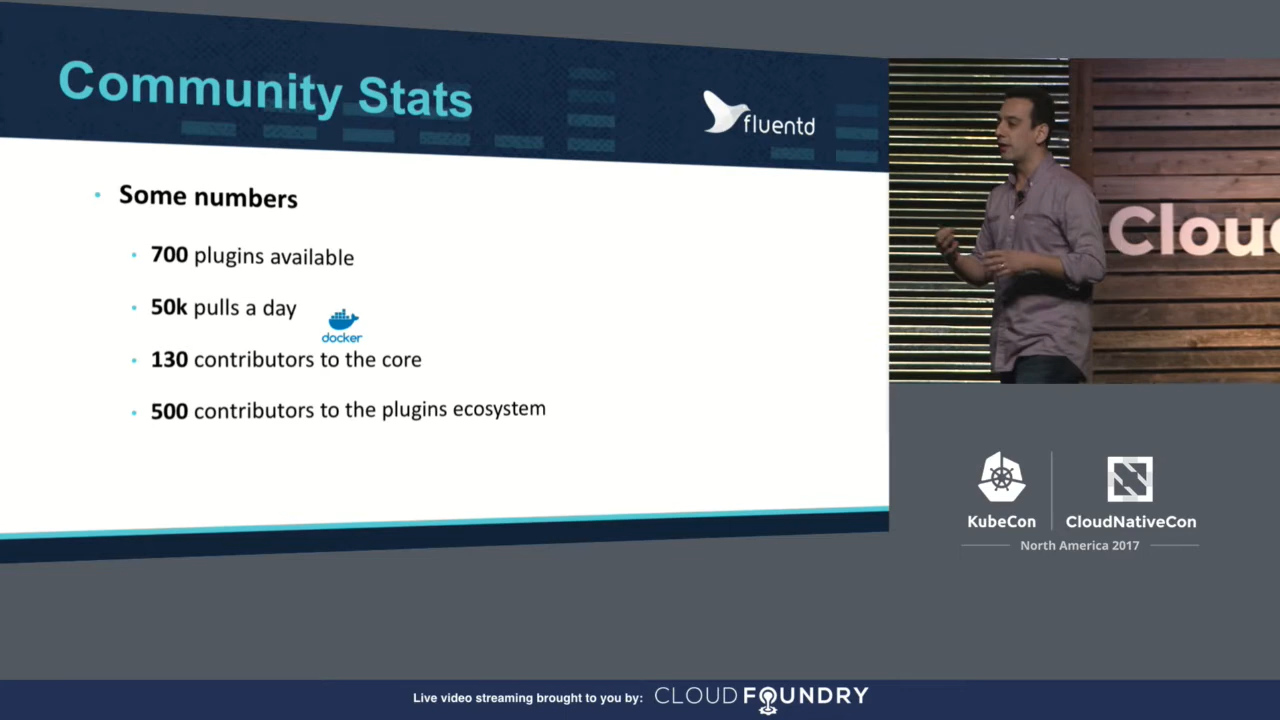 Community Stats
fluentd
Some numbers
700 plugins available
50k pulls a day
docker
130 contributors to the core
500 contributors to the plugins ecosystem
Clou
KubeCon
CloudNativeCon
North America 2017
Live video streaming brought to you by: CLOUD FOUNDRY